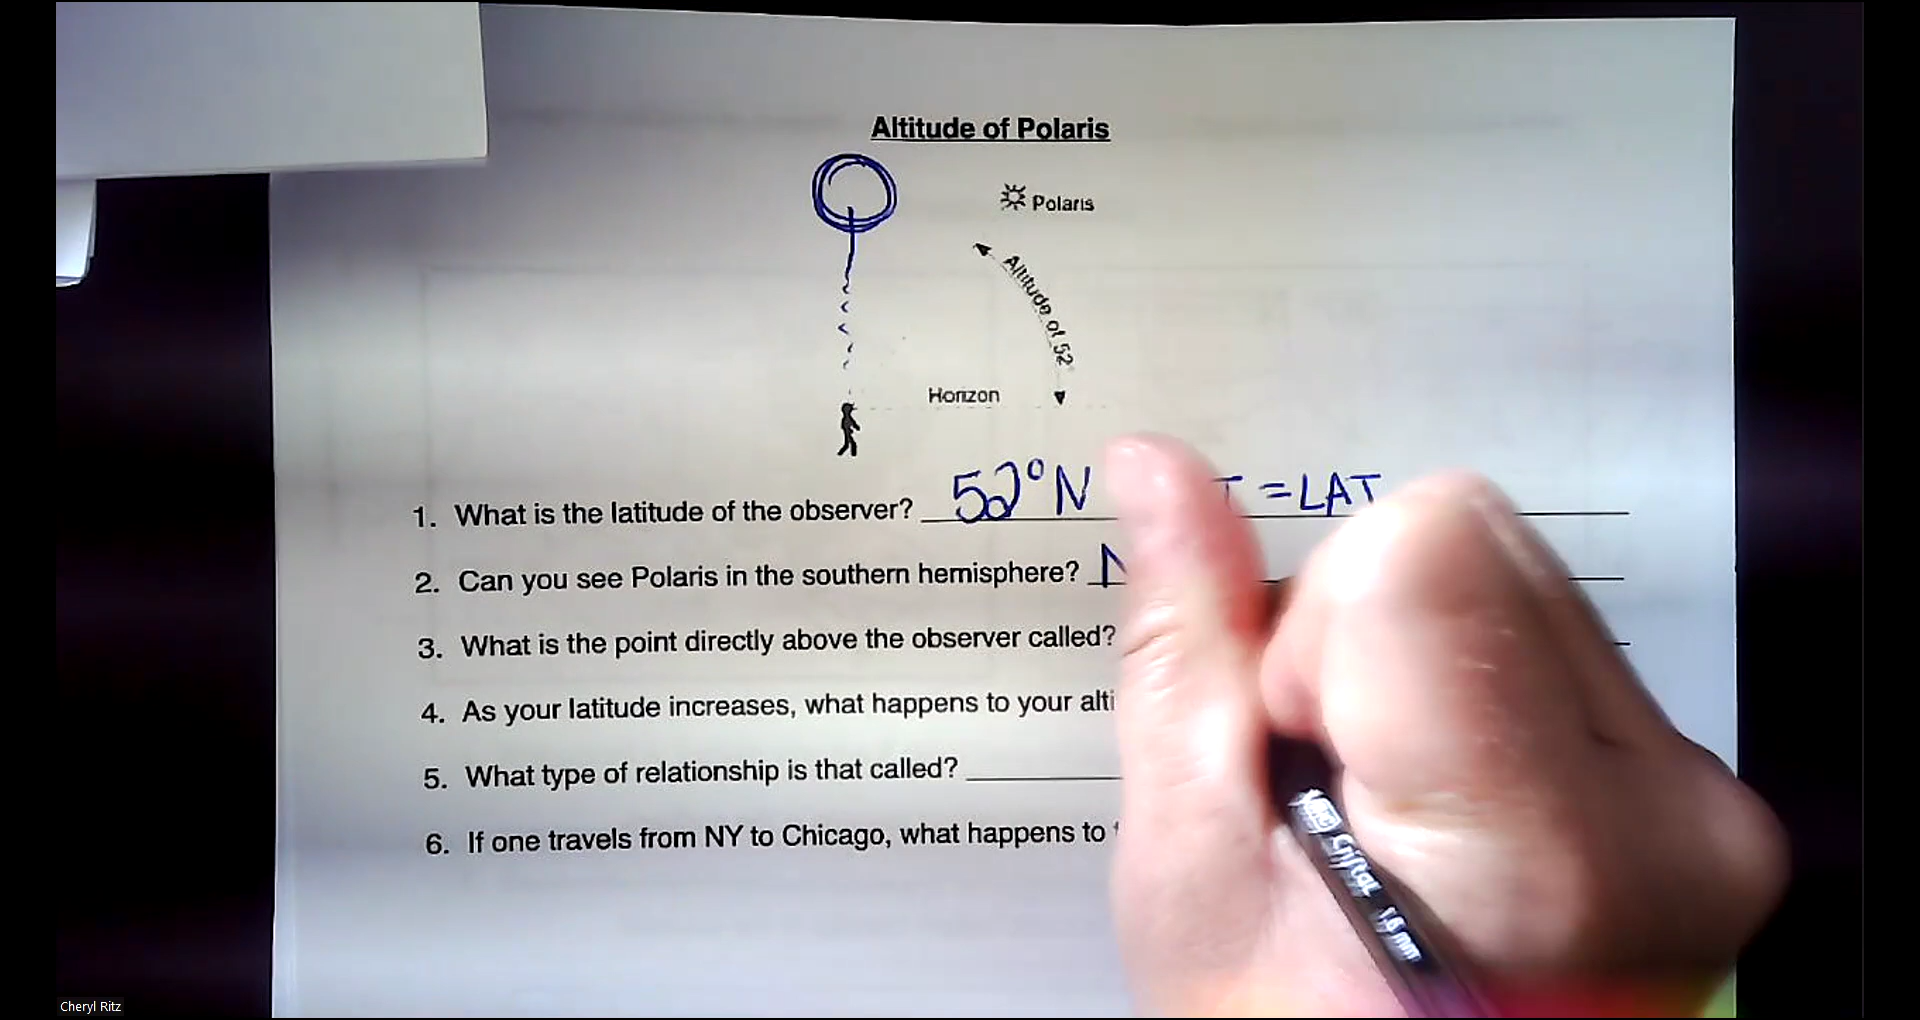 Altitude of Polaris
Polaris
Altitude of 52°
Horizon
1. What is the latitude of the observer? 52°N = LAT
2. Can you see Polaris in the southern hemisphere?
3. What is the point directly above the observer called?
4. As your latitude increases, what happens to your
5. What type of relationship is that called?
6. If one travels from NY to Chicago, what happens to
1.6 mm
Cheryl Ritz